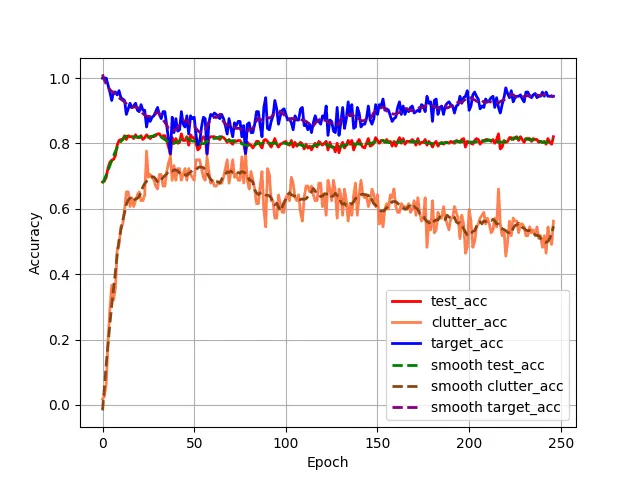 1.0
0.8
0.6
0.4
0.2
0.0
Accuracy
0 50 100 150 200 250
Epoch
test_acc
clutter_acc
target_acc
smooth test_acc
smooth clutter_acc
smooth target_acc